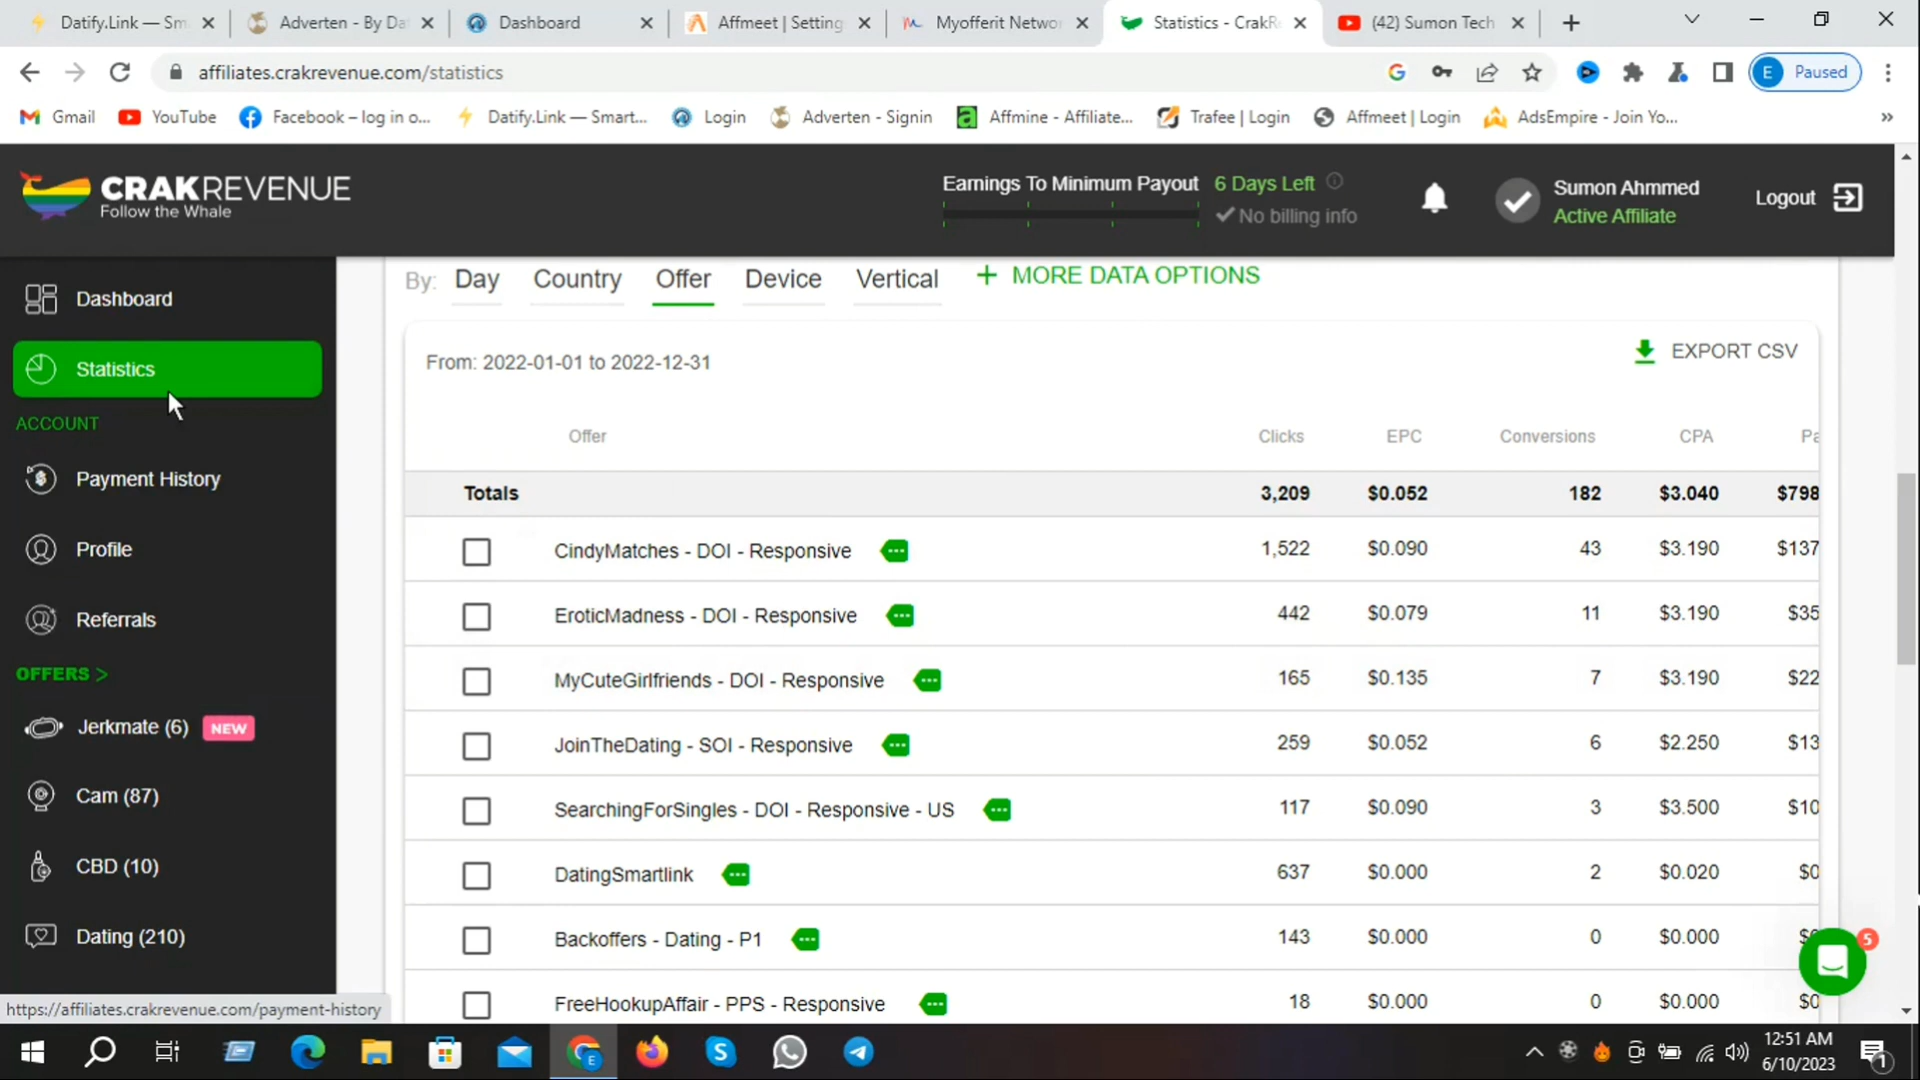 Datify.Link — Sm
Adverten - By Da
Dashboard
Affmeet | Setting
Myofferit Netwo
Statistics - CrakR
(42) Sumon Tech
affiliates.crakrevenue.com/statistics
E Paused
Gmail
YouTube
Facebook – log in o...
Datify.Link — Smart...
Login
Adverten - Signin
Affmine - Affiliate...
Trafee | Login
Affmeet | Login
AdsEmpire - Join Yo...
CRAKREVENUE
Follow the Whale
Earnings To Minimum Payout 6 Days Left
No billing info
Sumon Ahmmed
Active Affiliate
Logout
Dashboard
Statistics
ACCOUNT
Payment History
Profile
Referrals
OFFERS >
Jerkmate (6) NEW
Cam (87)
CBD (10)
Dating (210)
https://affiliates.crakrevenue.com/payment-history
By: Day Country Offer Device Vertical + MORE DATA OPTIONS
From: 2022-01-01 to 2022-12-31
EXPORT CSV
Offer Clicks EPC Conversions CPA Pa
Totals 3,209 $0.052 182 $3.040 $798
CindyMatches - DOI - Responsive 1,522 $0.090 43 $3.190 $137
EroticMadness - DOI - Responsive 442 $0.079 11 $3.190 $35
MyCuteGirlfriends - DOI - Responsive 165 $0.135 7 $3.190 $22
JoinTheDating - SOI - Responsive 259 $0.052 6 $2.250 $13
SearchingForSingles - DOI - Responsive - US 117 $0.090 3 $3.500 $10
DatingSmartlink 637 $0.000 2 $0.020 $0
Backoffers - Dating - P1 143 $0.000 0 $0.000
FreeHookupAffair - PPS - Responsive 18 $0.000 0 $0.000 $0
5
12:51 AM
6/10/2023
1